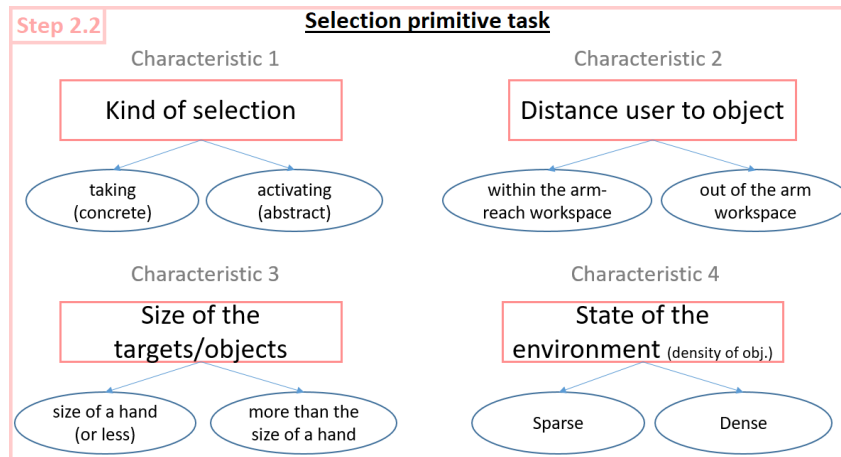 Step 2.2
Selection primitive task
Characteristic 1
Kind of selection
taking
(concrete)
activating
(abstract)
Characteristic 2
Distance user to object
within the arm-
reach workspace
out of the arm
workspace
Characteristic 3
Size of the
targets/objects
size of a hand
(or less)
more than the
size of a hand
Characteristic 4
State of the
environment (density of obj.)
Sparse
Dense